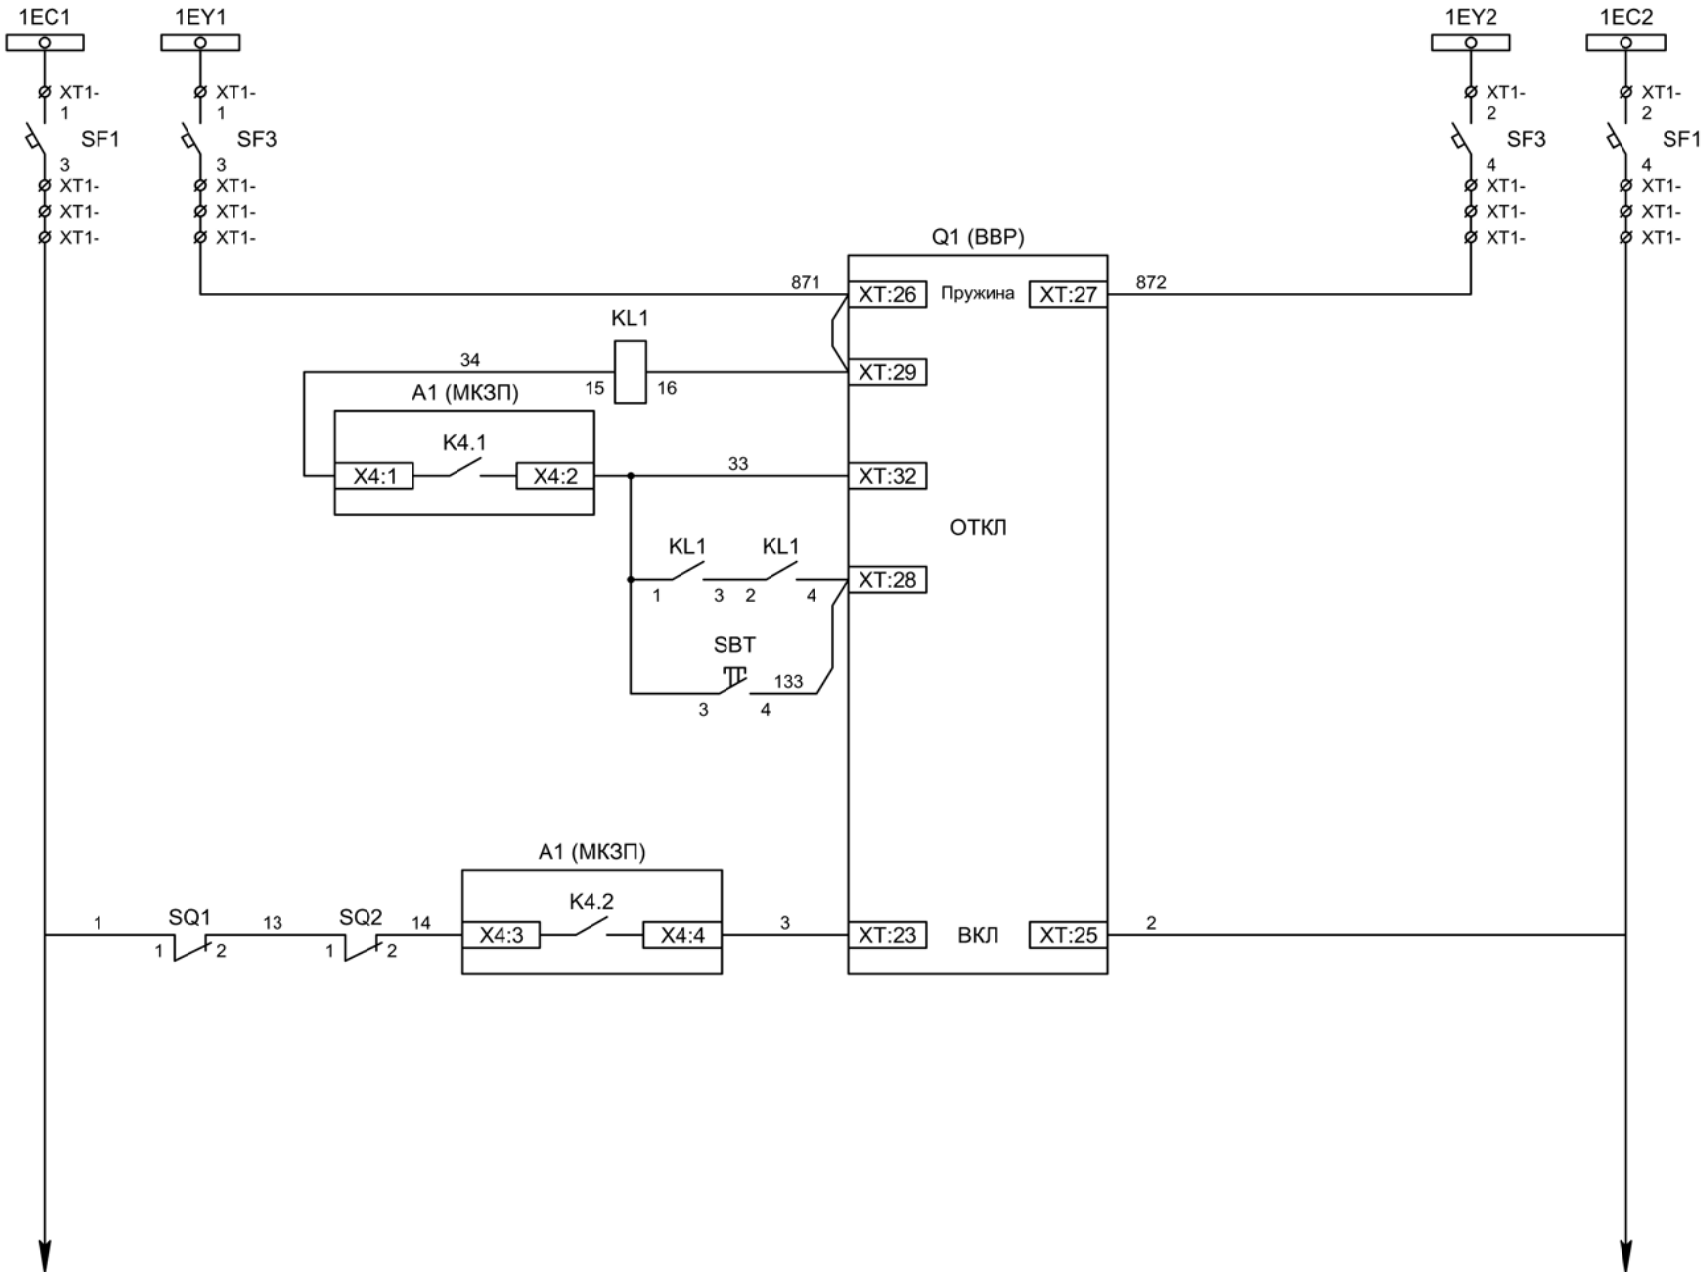 1EC1
1EY1
1EY2
1EC2
XT1-
XT1-
XT1-
XT1-
1
1
2
2
SF1
SF3
SF3
SF1
3
3
4
4
XT1-
XT1-
XT1-
XT1-
XT1-
XT1-
XT1-
XT1-
XT1-
XT1-
XT1-
XT1-
Q1 (ВВР)
871
XT:26
Пружина
XT:27
872
KL1
34
15
16
XT:29
A1 (МКЗП)
K4.1
X4:1
X4:2
33
XT:32
ОТКЛ
KL1
KL1
1
3
2
4
XT:28
SBT
133
3
4
A1 (МКЗП)
1
SQ1
13
SQ2
14
K4.2
3
2
1
2
1
2
X4:3
X4:4
XT:23
ВКЛ
XT:25